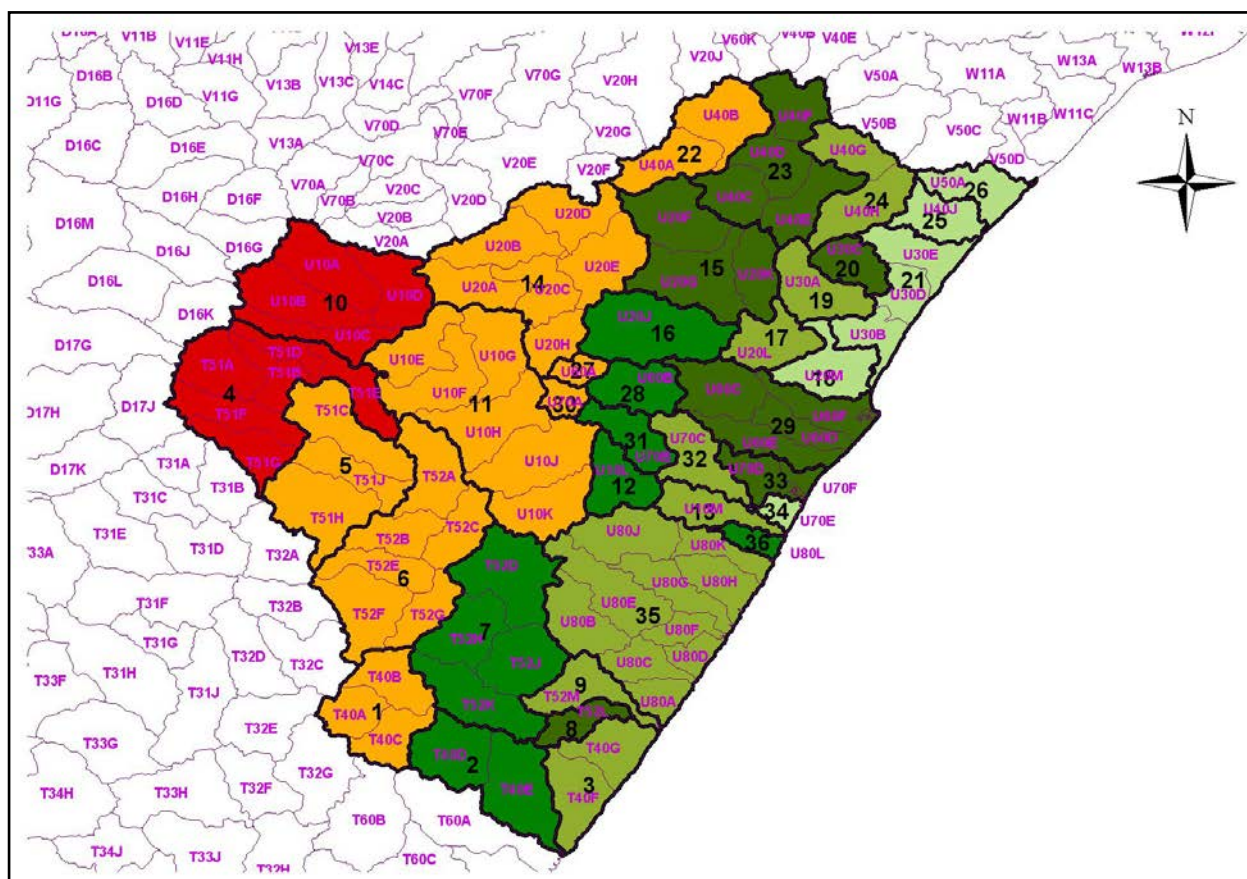 V11B
V11E
V13E
V60K
V40B
V40E
V11H
V20J
D16B
V13B
V13C
V14C
V70G
V20H
V50A
W11A
W13A
W13B
D11G
D16D
V11G
V70F
U40B
V70D
V70E
V20G
V50B
W11B
W11C
D16C
D16E
V13A
U40D
U40G
V50C
V70C
V20E
V20F
U40A
22
23
V50D
V70A
V20C
U50A
26
D16H
D16F
V20D
24
U40J
D16M
V70B
V20B
U20D
U40H
25
D16G
V20A
D16J
U20B
U30E
U10A
U20E
15
20
D16L
U20A
14
U20C
U30A
21
U10B
10
U10D
19
U30D
D16K
U10C
16
17
U30B
D17G
T51D
U20H
U20L
T51A
U10E
U10G
27
18
4
T51E
U10F
28
D17H
D17J
T51F
T51C
11
30
29
U10H
31
U70C
T51G
5
32
D17K
T31A
T51J
T52A
U10J
12
33
U70F
T31B
T31C
T51H
13
34
U70E
T31E
U10K
T52C
U80J
36
T31D
T52B
U80K
U80L
T32A
T52E
T31F
6
U80G
U80H
T32B
T52F
T52G
U80E
35
T31G
7
U80B
U80F
T32D
T32C
T33F
T31H
T40B
U80C
U80D
T31J
9
T40A
1
T52M
U80A
T32E
T33G
T40C
8
T40G
T32G
2
3
T34H
T33H
T32F
T40F
T60B
T60A
T34J
T33J
T32H
T60C
N